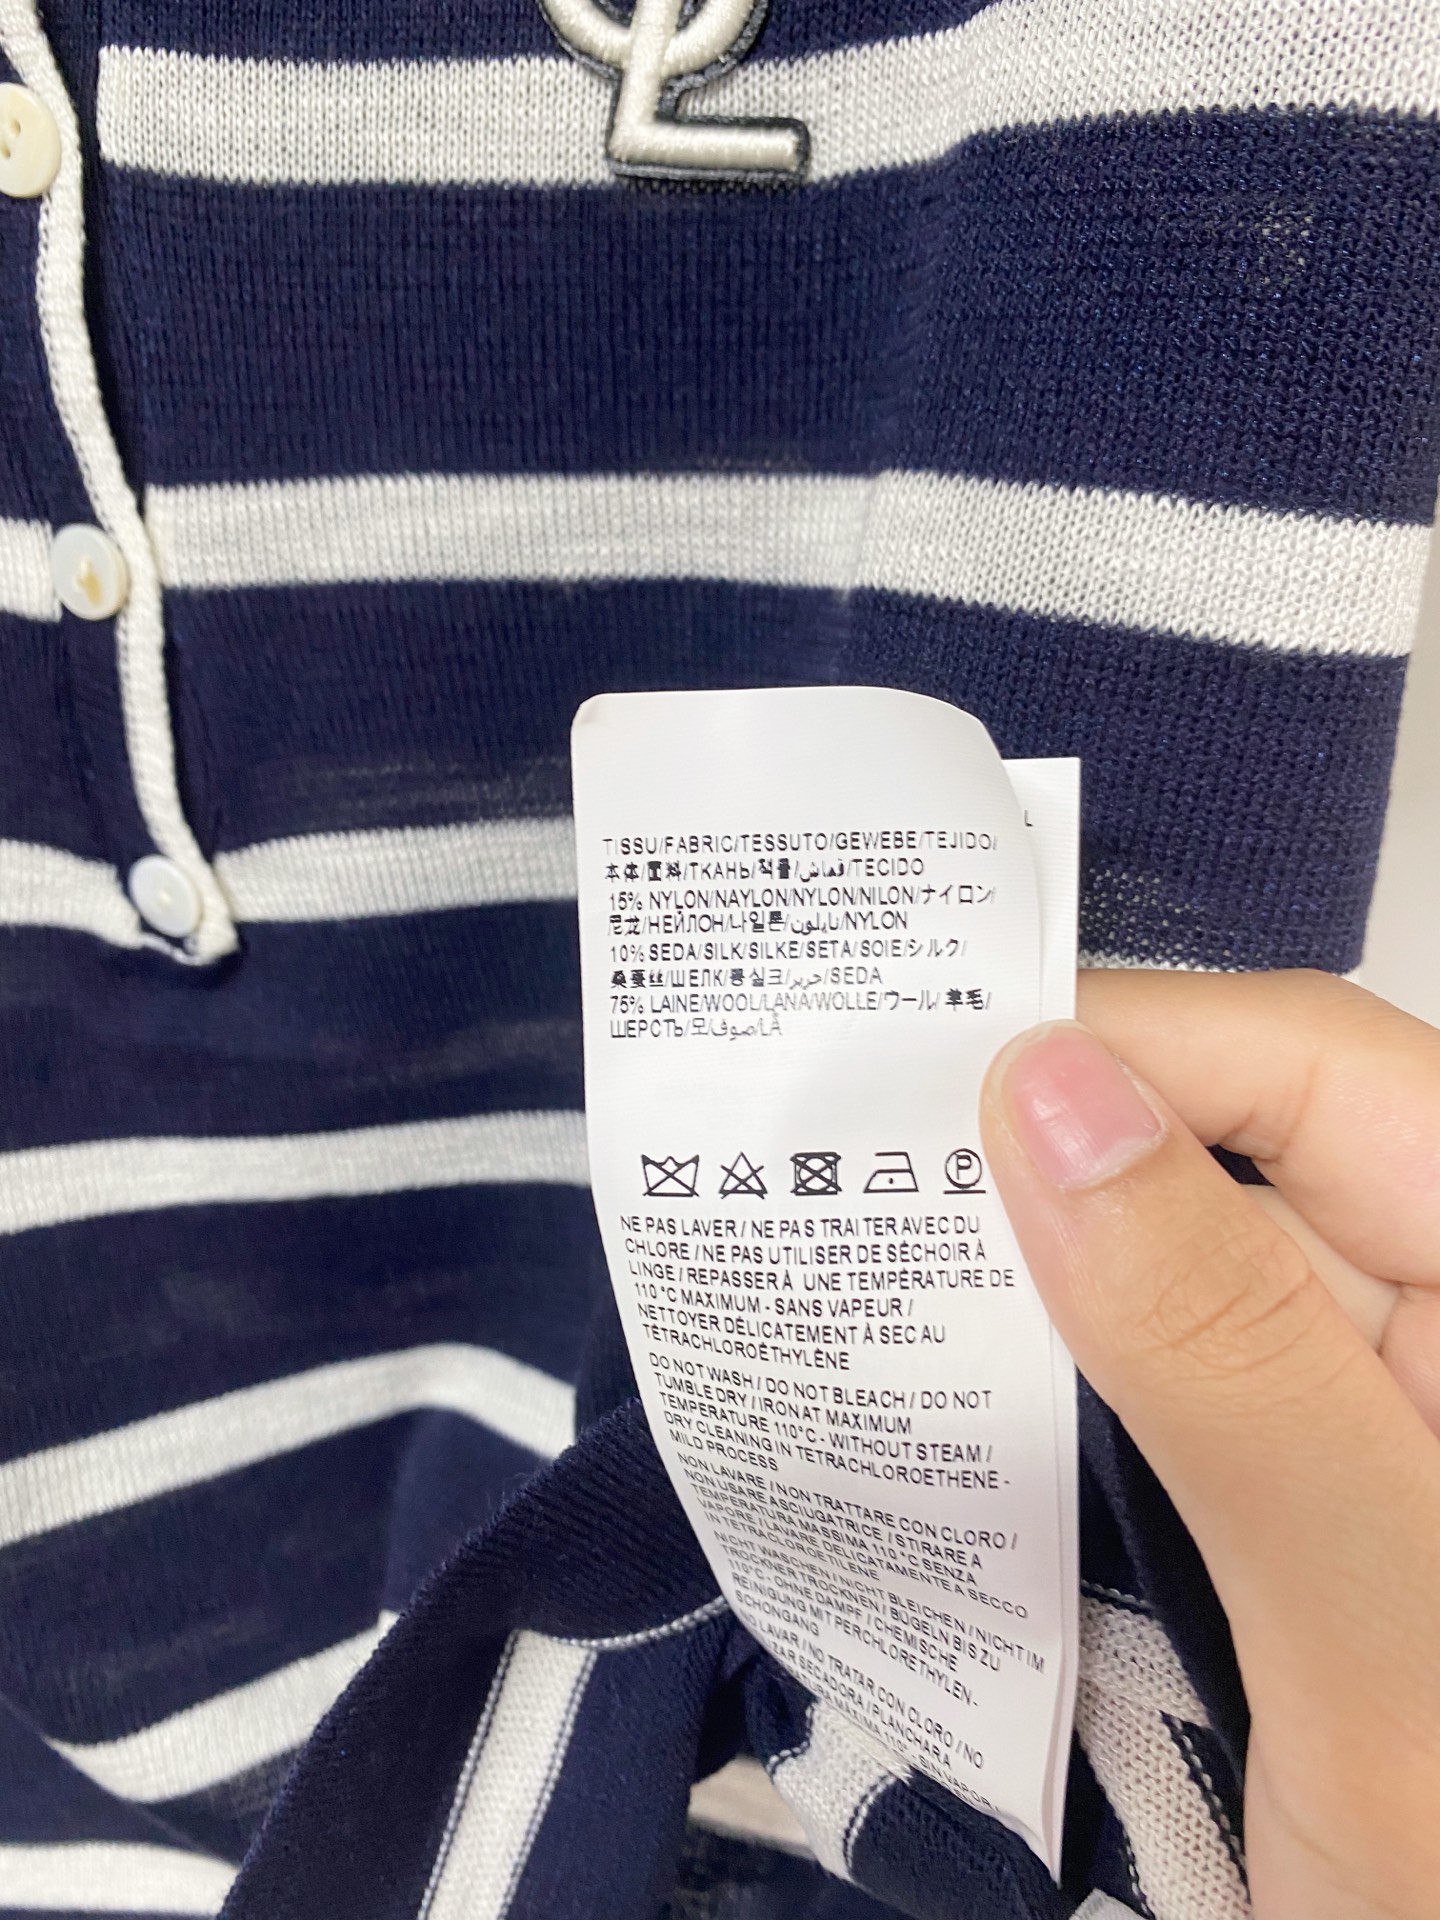 L
TISSU/FABRIC/TESSUTO/GEWEBE/TEJIDO/
本体/面料/ТКАНЬ/직물/قماش/TECIDO
15% NYLON/NAYLON/NYLON/NILON/ナイロン/
尼龙/НЕЙЛОН/나일론/نايلون/NYLON
10% SEDA/SILK/SILKE/SETA/SOIE/シルク/
桑蚕丝/ШЕЛК/실크/حرير/SEDA
75% LAINE/WOOL/LANA/WOLLE/ウール/羊毛/
ШЕРСТЬ/모/صوف/LÃ
P
NE PAS LAVER / NE PAS TRAITER AVEC DU
CHLORE / NE PAS UTILISER DE SÉCHOIR À
LINGE / REPASSER À UNE TEMPÉRATURE DE
110 °C MAXIMUM - SANS VAPEUR /
NETTOYER DÉLICATEMENT À SEC AU
TÉTRACHLOROÉTHYLÈNE
DO NOT WASH / DO NOT BLEACH / DO NOT
TUMBLE DRY / IRON AT MAXIMUM
TEMPERATURE 110°C - WITHOUT STEAM /
DRY CLEANING IN TETRACHLOROETHENE -
MILD PROCESS
NON LAVARE / NON TRATTARE CON CLORO /
NON USARE ASCIUGATRICE / STIRARE A
TEMPERATURA MASSIMA 110 °C SENZA
VAPORE / LAVARE DELICATAMENTE A SECCO
IN TETRACLOROETILENE
NICHT WASCHEN / NICHT BLEICHEN / NICHT IM
TROCKNER TROCKNEN / BÜGELN BIS ZU
110°C - OHNE DAMPF / CHEMISCHE
REINIGUNG MIT PERCHLORETHYLEN -
SCHONGANG
NO LAVAR / NO TRATAR CON CLORO / NO
SECADORA / PLANCHAR A
MÁXIMA 110° - SIN VAPOR /